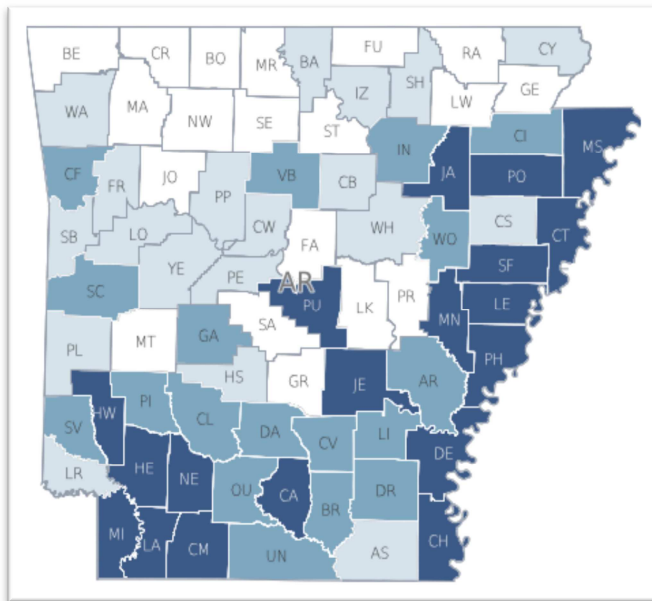 BE CR BO MR BA FU RA CY
WA MA NW SE IZ SH LW GE
ST
CF FR JO PP VB CB IN JA CI PO MS
SB LO CW WH WO CS CT
YE FA
SC PE AR PU LK PR MN SF LE
PL MT GA SA PH
HS GR JE AR
HW PI CL DA CV LI
SV DE
LR HE NE OU CA BR DR
MI LA CM UN AS CH